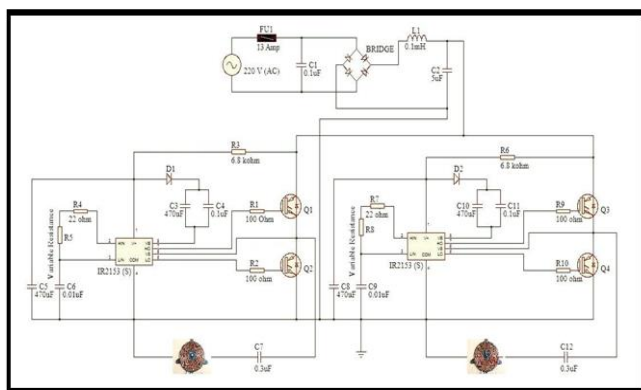 FU1
13 Amp
L1
0.1mH
BRIDGE
220 V (AC)
C1
0.1uF
C2
5uF
R3
6.8 kohm
R6
6.8 kohm
D1
D2
R4
22 ohm
C3
470uF
C4
0.1uF
R1
100 Ohm
Q1
R7
22 ohm
C10
470uF
C11
0.1uF
R9
100 ohm
Q3
R5
Variable Resistance
R8
Variable Resistance
IR2153 (S)
R2
100 ohm
Q2
IR2153 (S)
R10
100 ohm
Q4
C5
470uF
C6
0.01uF
C8
470uF
C9
0.01uF
C7
0.3uF
C12
0.3uF